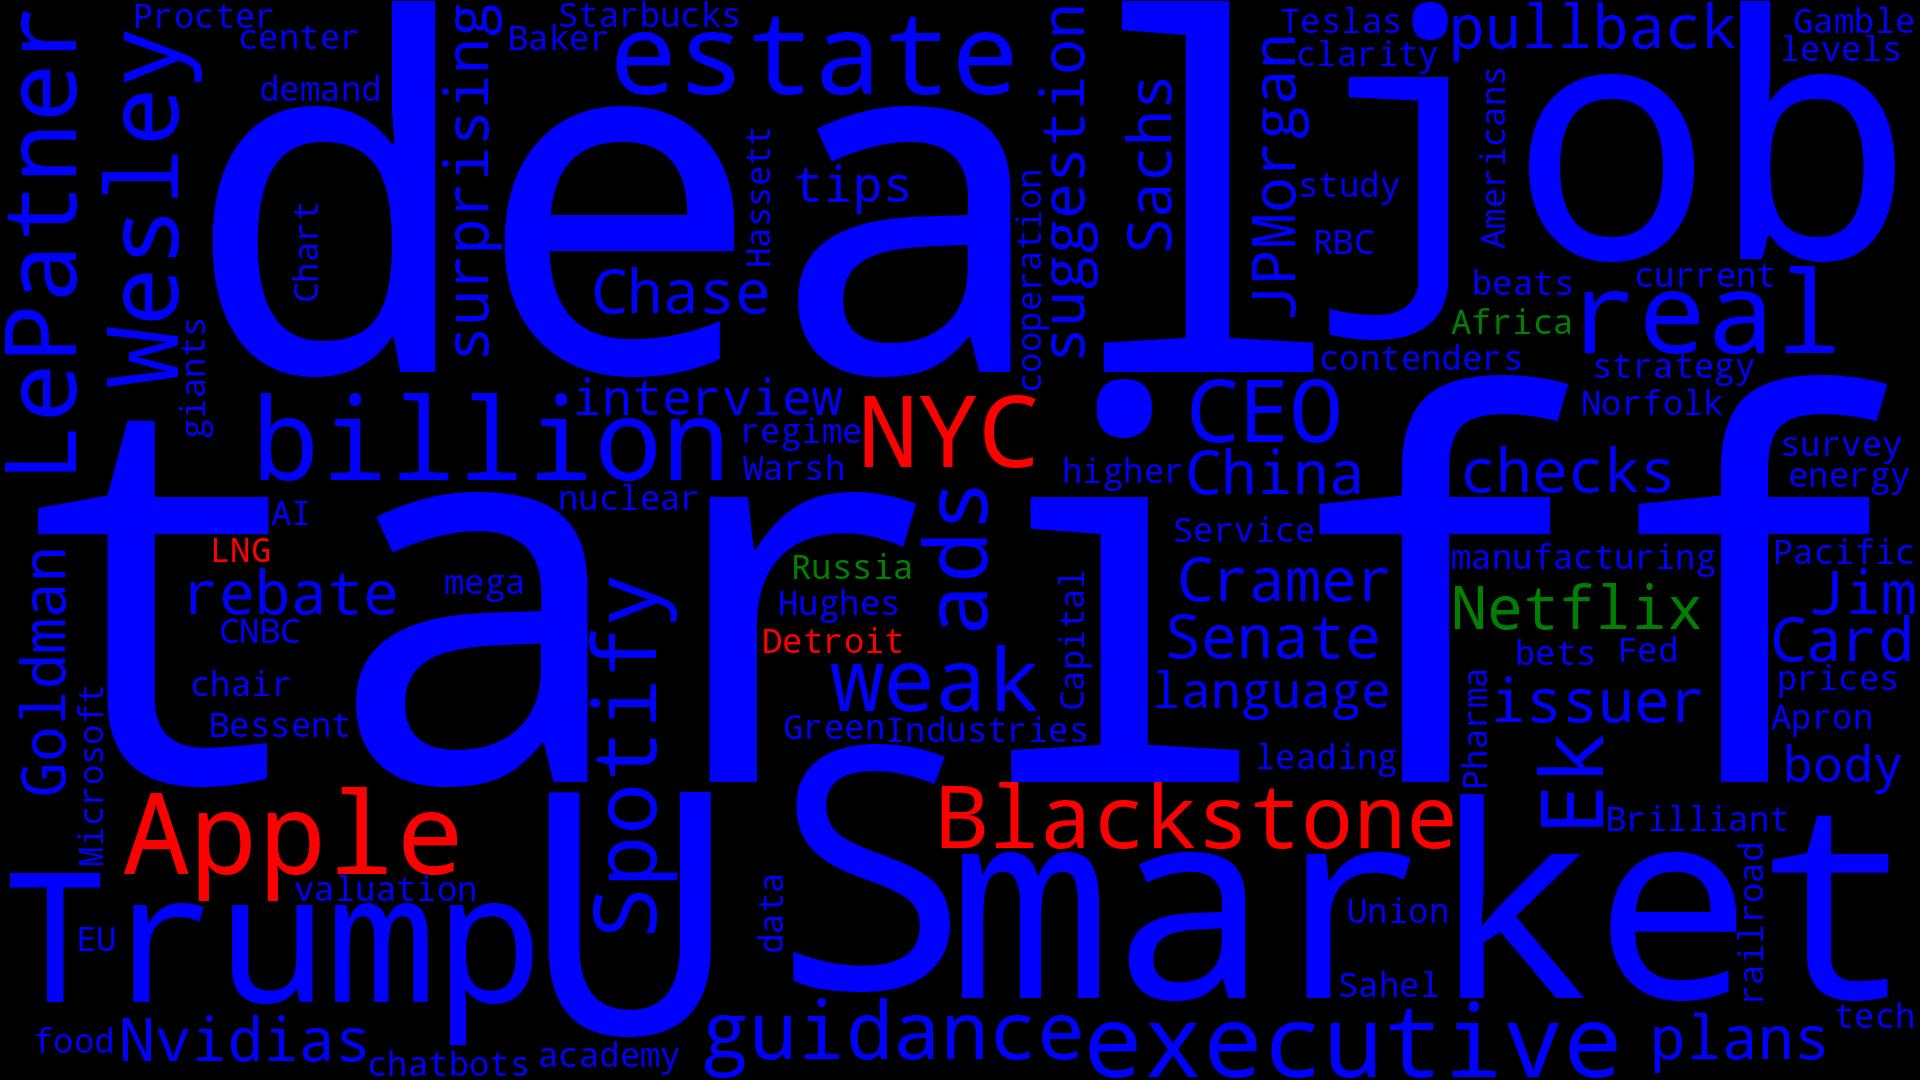 Procter
center
demand
LePatner
Wesley
deal
Chart
giants
surprising
Baker
Starbucks
estate
tips
Hassett
Chase
cooperation
suggestion
Sachs
JPMorgan
Teslas
clarity
pullback
Gamble
levels
job
study
RBC
Americans
beats
current
Africa
real
contenders
strategy
Norfolk
billion
interview
regime
Warsh
NYC
CEO
China
higher
checks
survey
energy
tariff
AI
nuclear
LNG
rebate
CNBC
mega
chair
Bessent
Goldman
Microsoft
Spotify
Russia
Hughes
Detroit
ads
weak
Capital
Green
Industries
Service
Cramer
Senate
language
leading
manufacturing
Netflix
bets
Fed
Pharma
issuer
Ek
Pacific
Jim
Card
prices
Apron
body
Apple
Blackstone
Brilliant
valuation
Trump
EU
US
data
market
Union
Sahel
railroad
food
Nvidias
chatbots
academy
guidance
executive
plans
tech